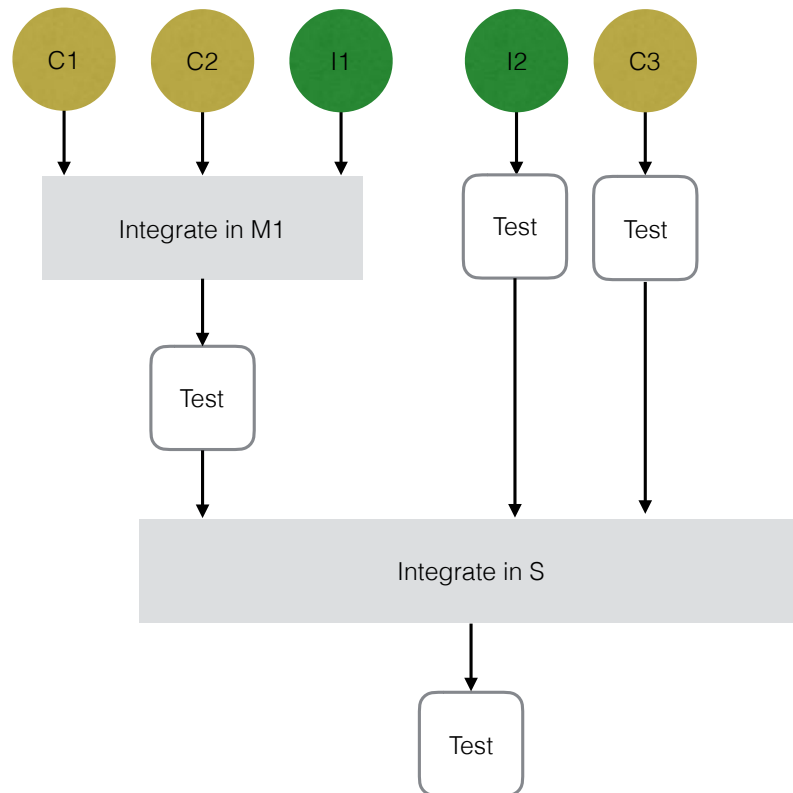 C1
C2
I1
I2
C3
Integrate in M1
Test
Test
Test
Integrate in S
Test